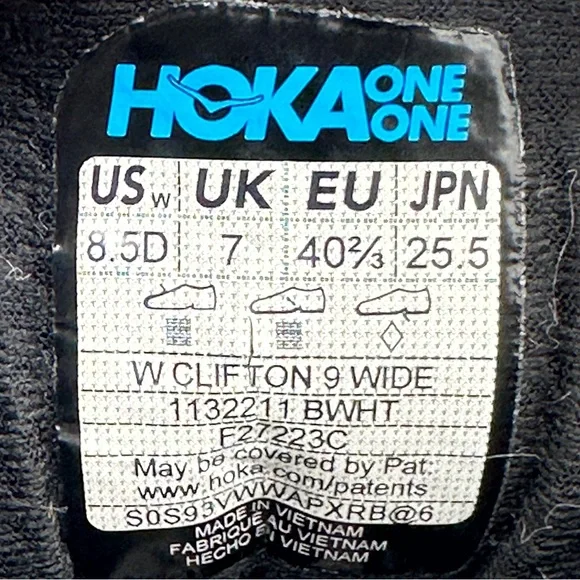 HOKA ONE ONE
US W UK EU JPN
8.5D 7 40⅔ 25.5
W CLIFTON 9 WIDE
1132211 BWHT
F27223C
May be covered by Pat:
www.hoka.com/patents
S0S93VWWAPXRB@6
MADE IN VIETNAM
FABRIQUÉ AU VIETNAM
HECHO EN VIETNAM